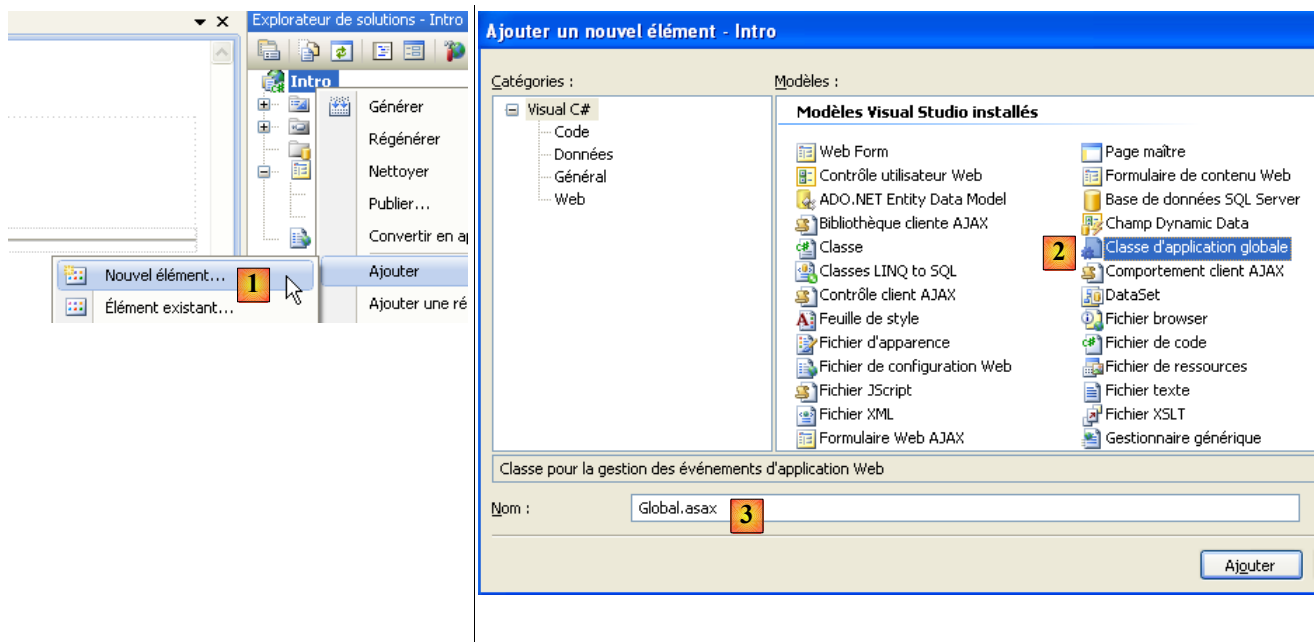 Explorateur de solutions - Intro
Intro
Générer
Régénérer
Nettoyer
Publier...
Convertir en ap
Ajouter
Ajouter une ré
Nouvel élément...
1
Élément existant...
Ajouter un nouvel élément - Intro
Catégories :
Modèles :
Visual C#
Code
Données
Général
Web
Modèles Visual Studio installés
Web Form
Page maître
Contrôle utilisateur Web
Formulaire de contenu Web
ADO.NET Entity Data Model
Base de données SQL Server
Bibliothèque cliente AJAX
Champ Dynamic Data
Classe
2
Classe d'application globale
Classes LINQ to SQL
Comportement client AJAX
Contrôle client AJAX
DataSet
Feuille de style
Fichier browser
Fichier d'apparence
Fichier de code
Fichier de configuration Web
Fichier de ressources
Fichier JScript
Fichier texte
Fichier XML
Fichier XSLT
Formulaire Web AJAX
Gestionnaire générique
Classe pour la gestion des événements d'application Web
Nom :
Global.asax
3
Ajouter